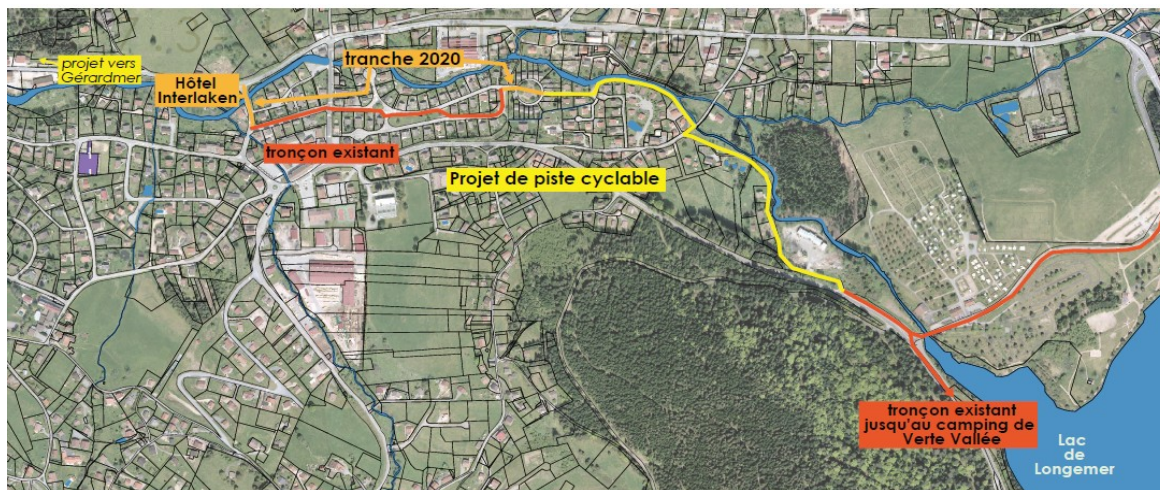 projet vers
Gérardmer
Hôtel
Interlaken
tranche 2020
tronçon existant
Projet de piste cyclable
tronçon existant
jusqu'au camping de
Verte Vallée
Lac
de
Longemer